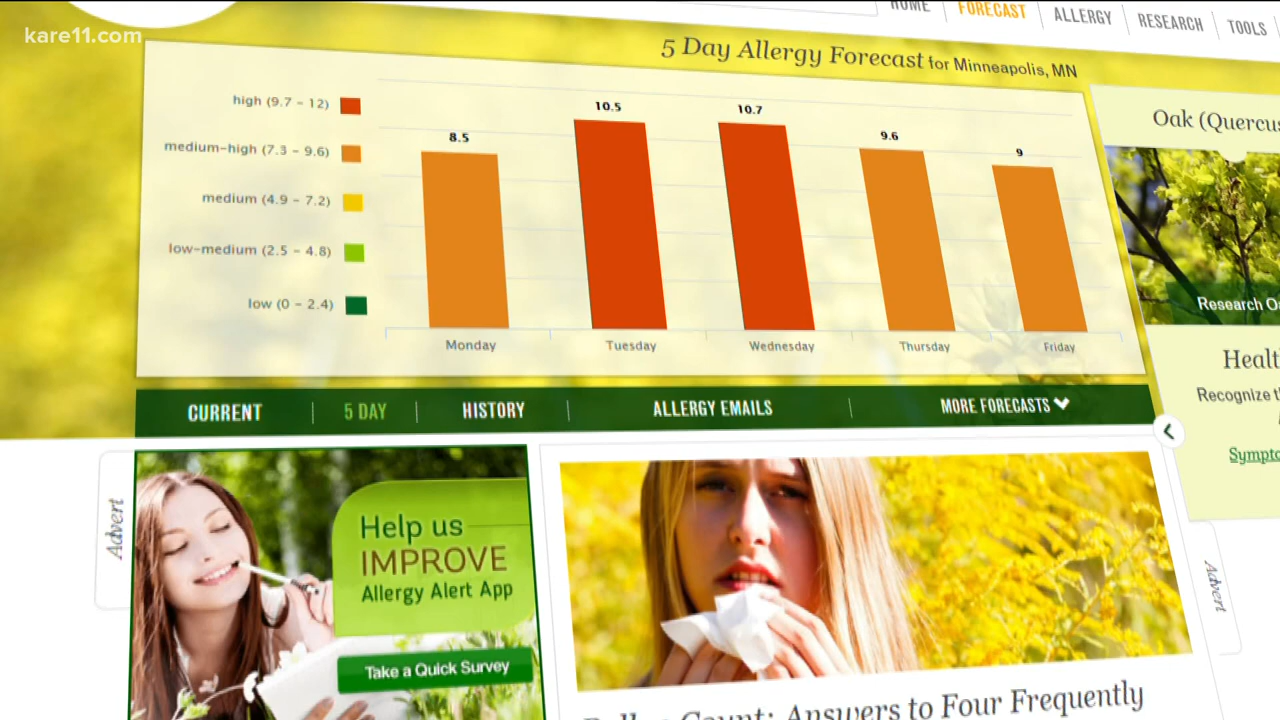 kare11.com
HOME FORECAST ALLERGY RESEARCH TOOLS
5 Day Allergy Forecast for Minneapolis, MN
high (9.7 - 12)
medium-high (7.3 - 9.6)
medium (4.9 - 7.2)
low-medium (2.5 - 4.8)
low (0 - 2.4)
8.5
10.5
10.7
9.6
9
Monday Tuesday Wednesday Thursday Friday
Oak (Quercus
Research
Recognize
CURRENT 5 DAY HISTORY ALLERGY EMAILS MORE FORECASTS
Advert
Help us
IMPROVE
Allergy Alert App
Take a Quick Survey
Count: Answers to Four Frequently
Advert